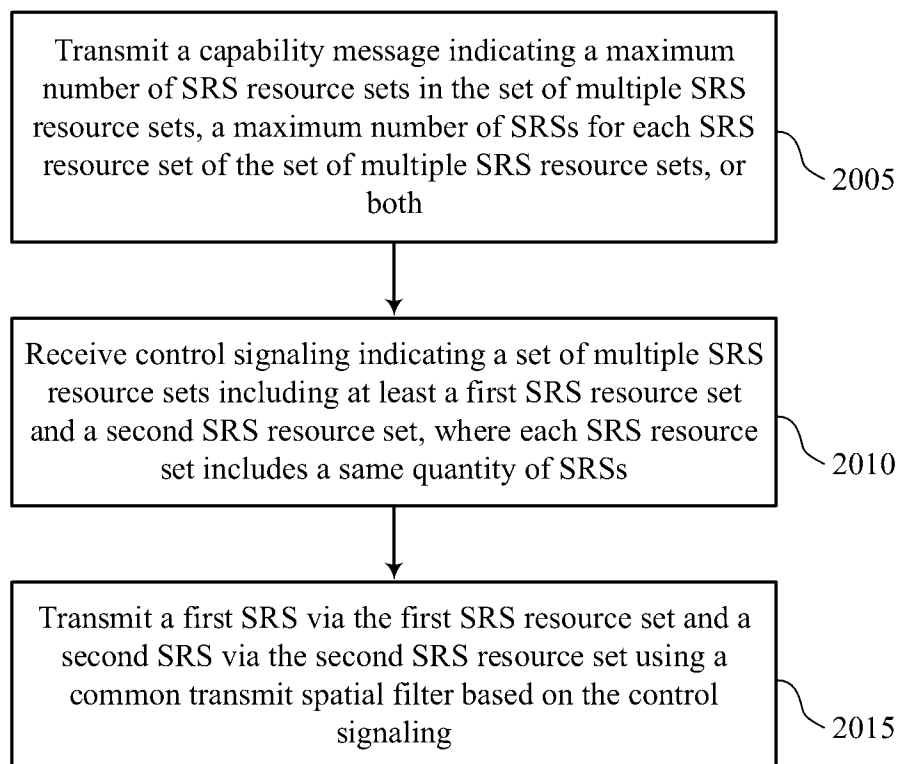 Transmit a capability message indicating a maximum
number of SRS resource sets in the set of multiple SRS
resource sets, a maximum number of SRSs for each SRS
resource set of the set of multiple SRS resource sets, or
both
2005
Receive control signaling indicating a set of multiple SRS
resource sets including at least a first SRS resource set
and a second SRS resource set, where each SRS resource
set includes a same quantity of SRSs
2010
Transmit a first SRS via the first SRS resource set and a
second SRS via the second SRS resource set using a
common transmit spatial filter based on the control
signaling
2015